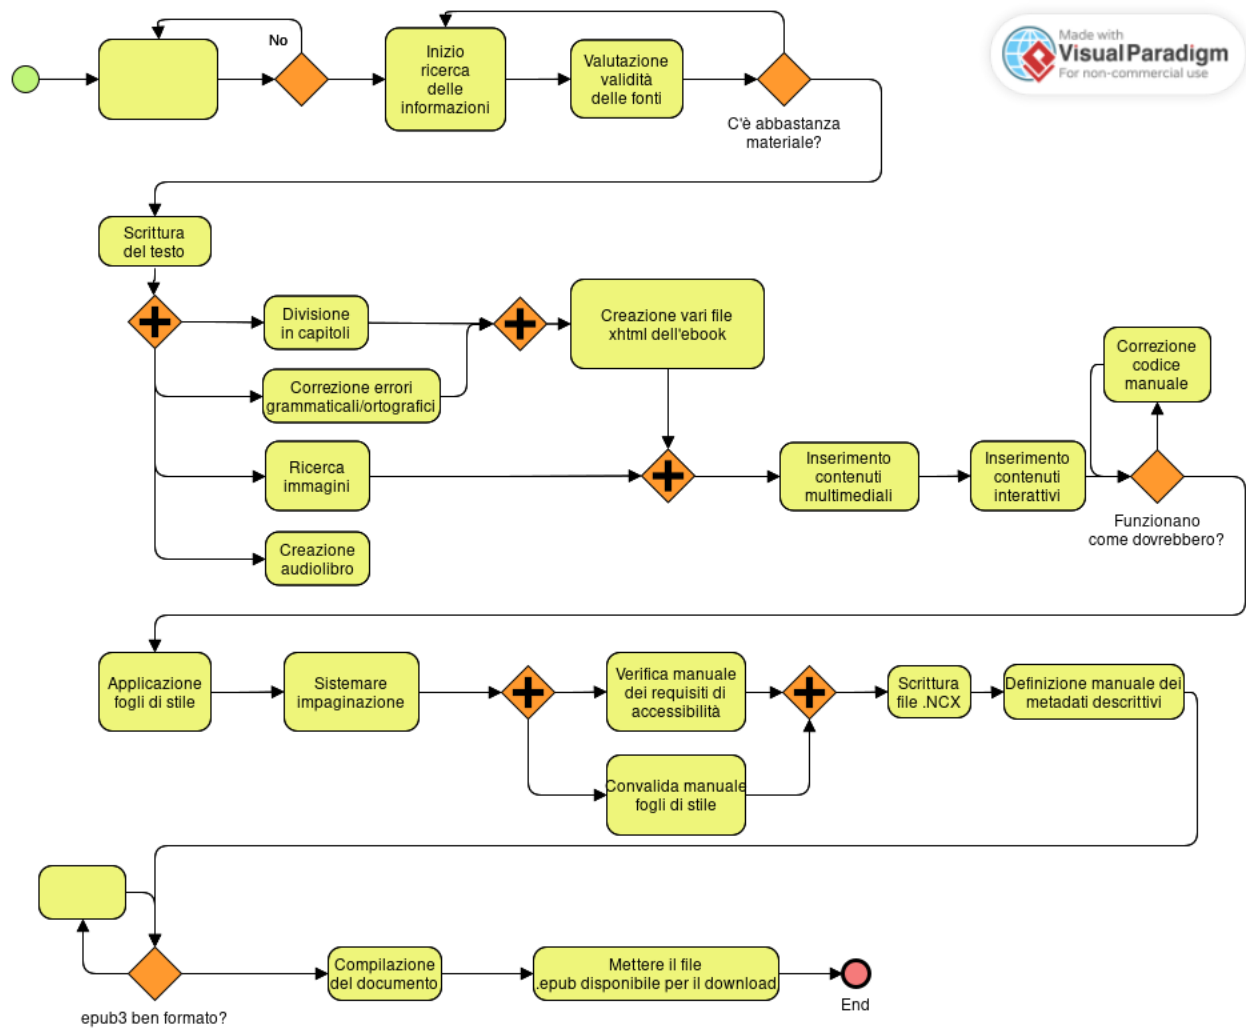 Made with
Visual Paradigm
For non-commercial use
No
Inizio
ricerca
delle
informazioni
Valutazione
validità
delle fonti
C'è abbastanza
materiale?
Scrittura
del testo
Divisione
in capitoli
Creazione vari file
xhtml dell'ebook
Correzione errori
grammaticali/ortografici
Correzione
codice
manuale
Ricerca
immagini
Inserimento
contenuti
multimediali
Inserimento
contenuti
interattivi
Funzionano
come dovrebbero?
Creazione
audiolibro
Applicazione
fogli di stile
Sistemare
impaginazione
Verifica manuale
dei requisiti di
accessibilità
Convalida manuale
fogli di stile
Scrittura
file .NCX
Definizione manuale dei
metadati descrittivi
epub3 ben formato?
Compilazione
del documento
Mettere il file
.epub disponibile per il download
End